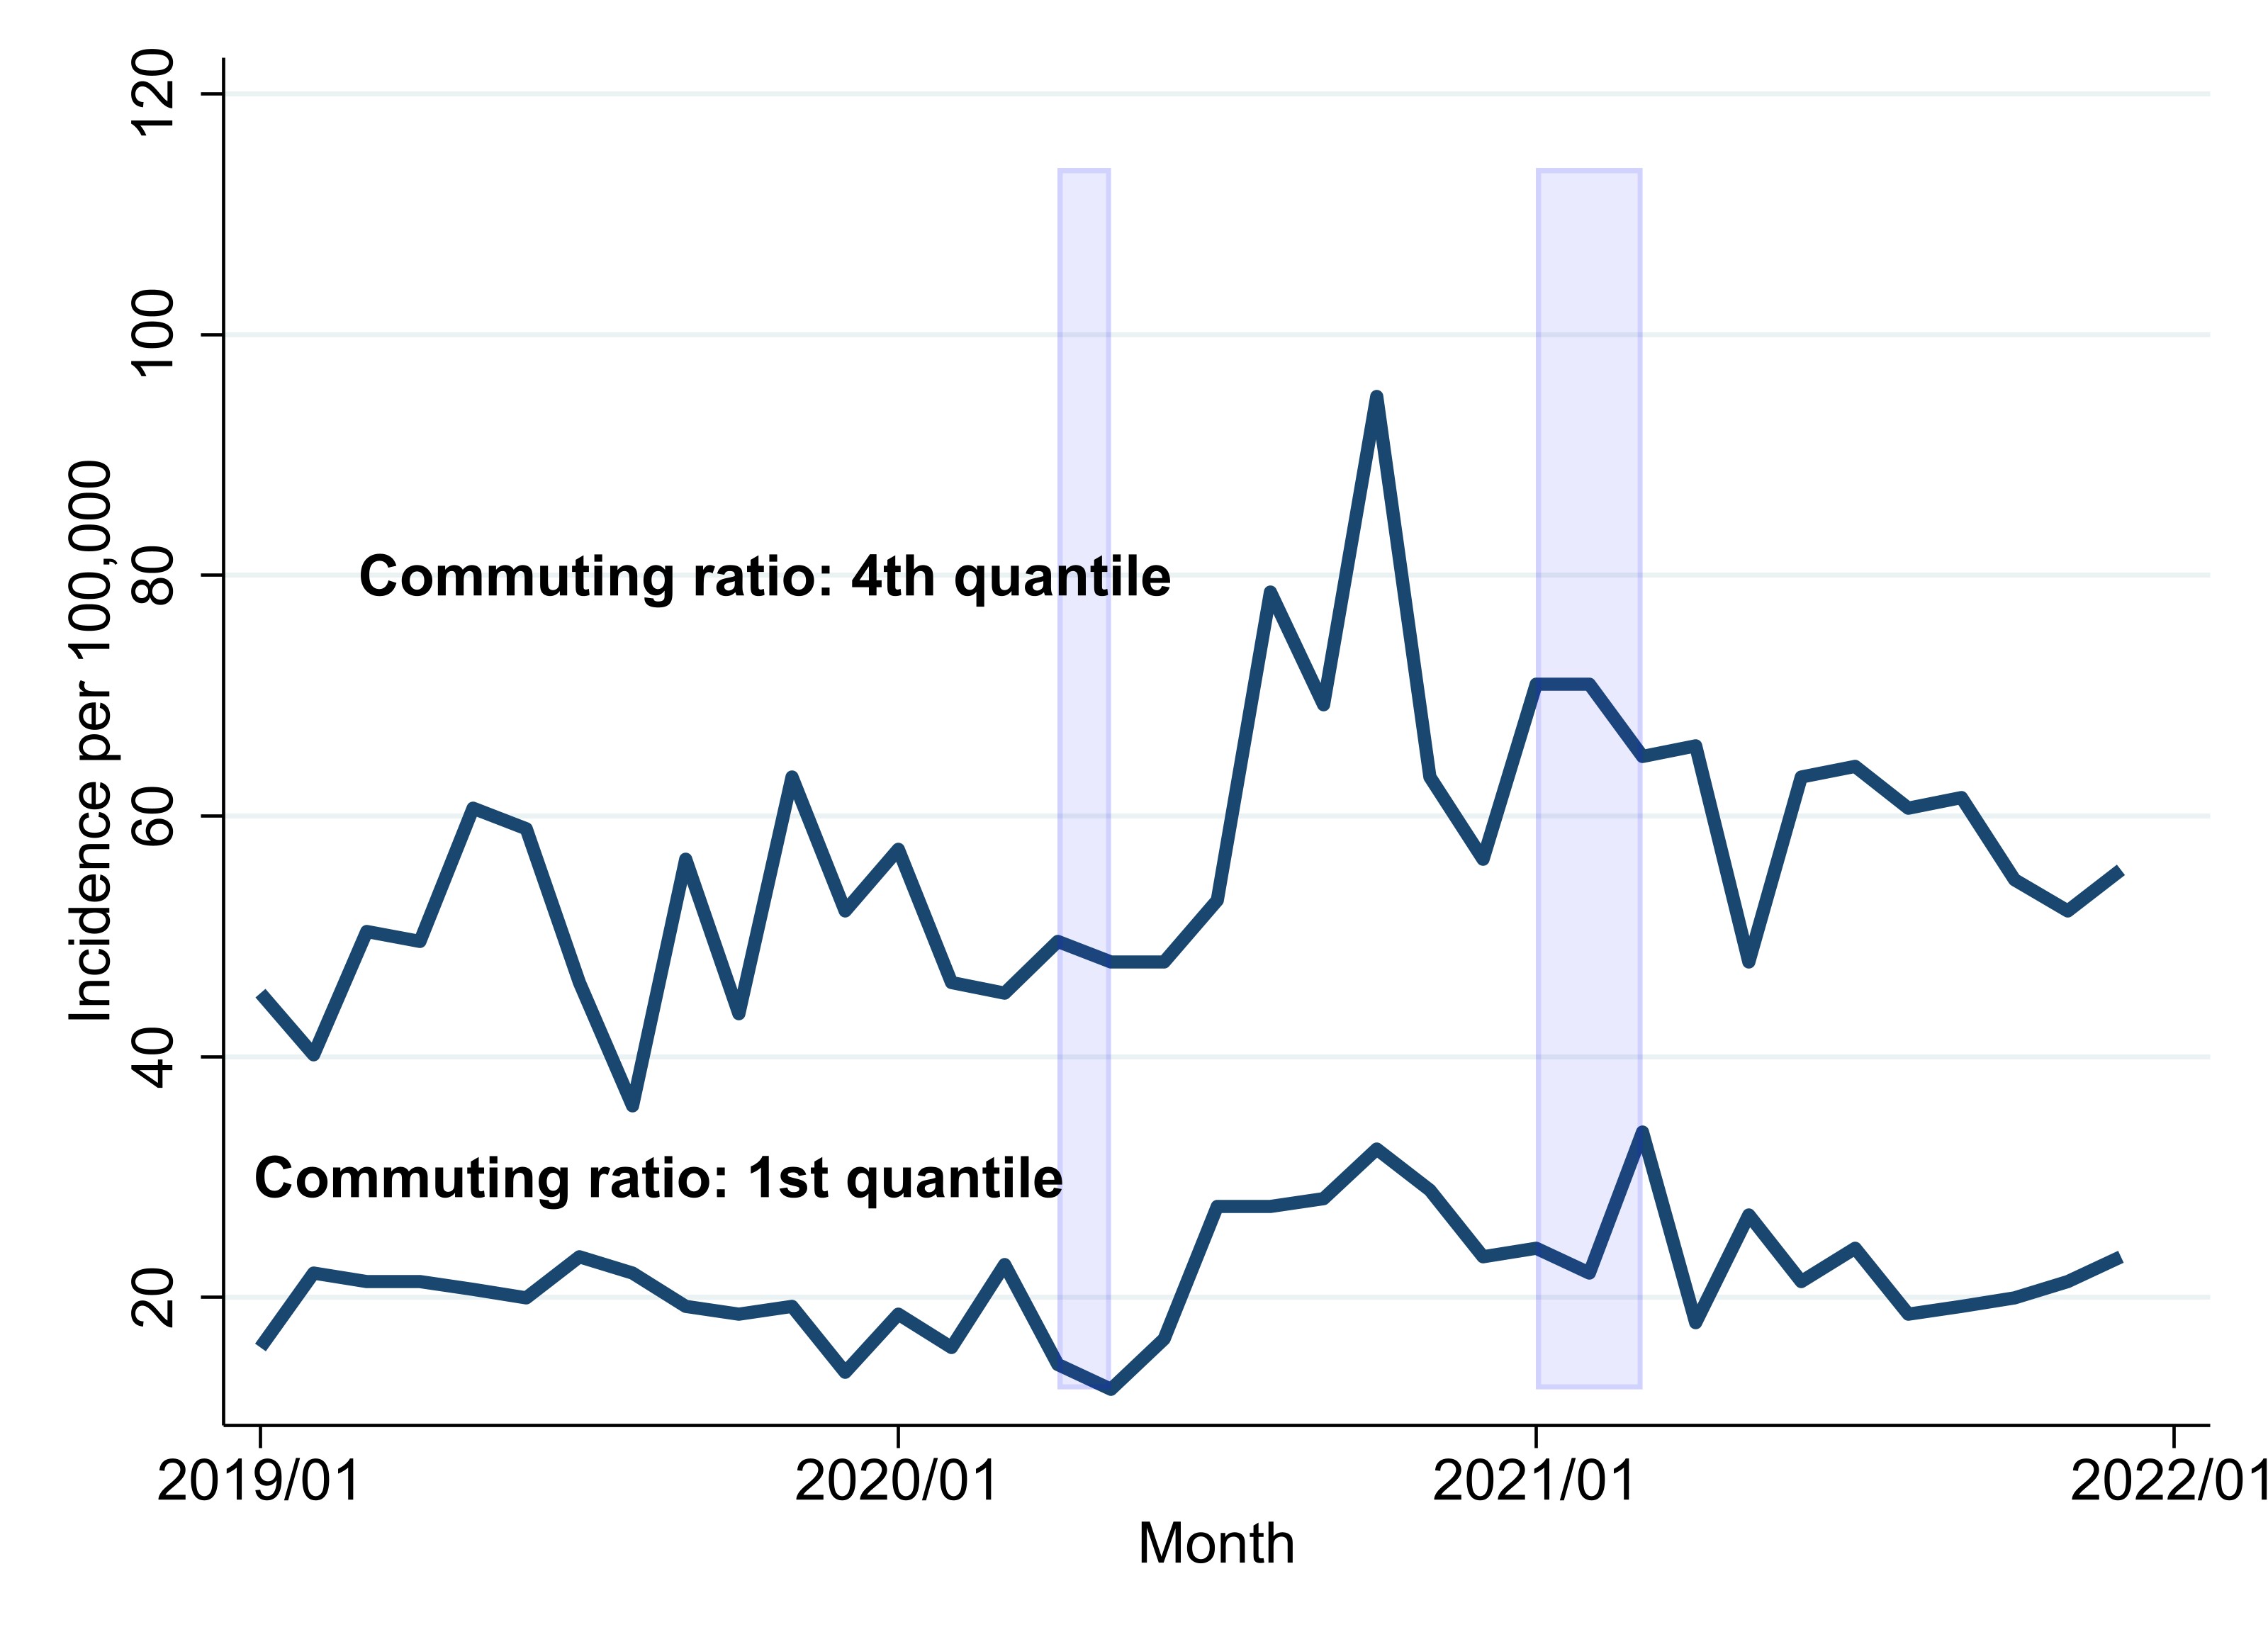 Incidence per 100,000
120
100
80
60
40
20
Commuting ratio: 4th quantile
Commuting ratio: 1st quantile
2019/01
2020/01
2021/01
2022/01
Month